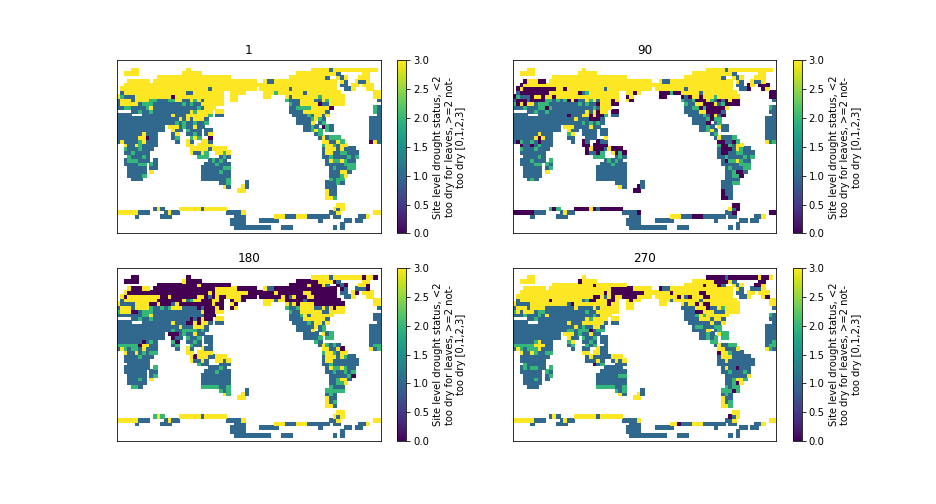 1
3.0
2.5
2.0
1.5
1.0
0.5
0.0
Site level drought status, <2
too dry for leaves, >=2 not-
too dry [0,1,2,3]
90
3.0
2.5
2.0
1.5
1.0
0.5
0.0
Site level drought status, <2
too dry for leaves, >=2 not-
too dry [0,1,2,3]
180
3.0
2.5
2.0
1.5
1.0
0.5
0.0
Site level drought status, <2
too dry for leaves, >=2 not-
too dry [0,1,2,3]
270
3.0
2.5
2.0
1.5
1.0
0.5
0.0
Site level drought status, <2
too dry for leaves, >=2 not-
too dry [0,1,2,3]